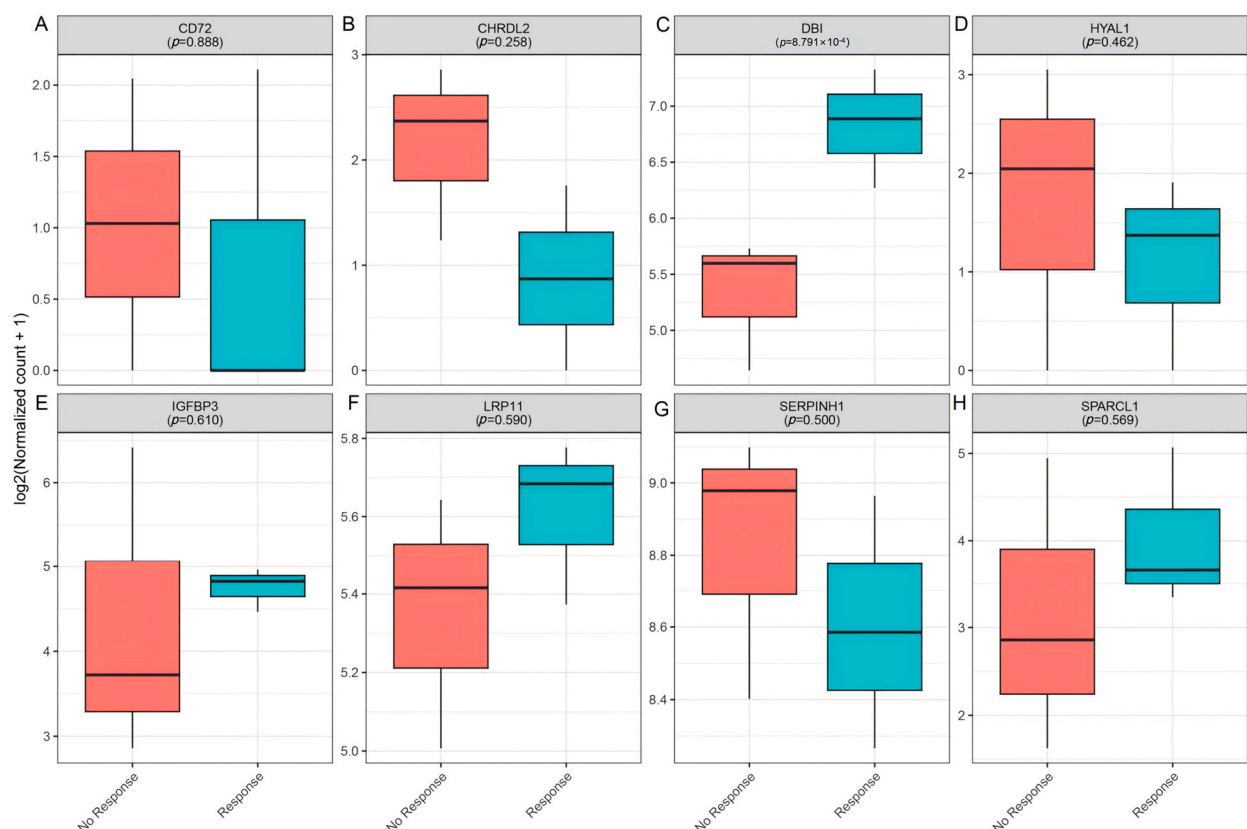 A
CD72
(p=0.888)
B
CHRDL2
(p=0.258)
C
DBI
(p=8.791×10⁻⁴)
D
HYAL1
(p=0.462)
2.0
1.5
1.0
0.5
0.0
3
2
1
0
7.0
6.5
6.0
5.5
5.0
3
2
1
0
log2(Normalized count + 1)
E
IGFBP3
(p=0.610)
F
LRP11
(p=0.590)
G
SERPINH1
(p=0.500)
H
SPARCL1
(p=0.569)
6
5
4
3
5.8
5.6
5.4
5.2
5.0
9.0
8.8
8.6
8.4
5
4
3
2
No Response
Response
No Response
Response
No Response
Response
No Response
Response